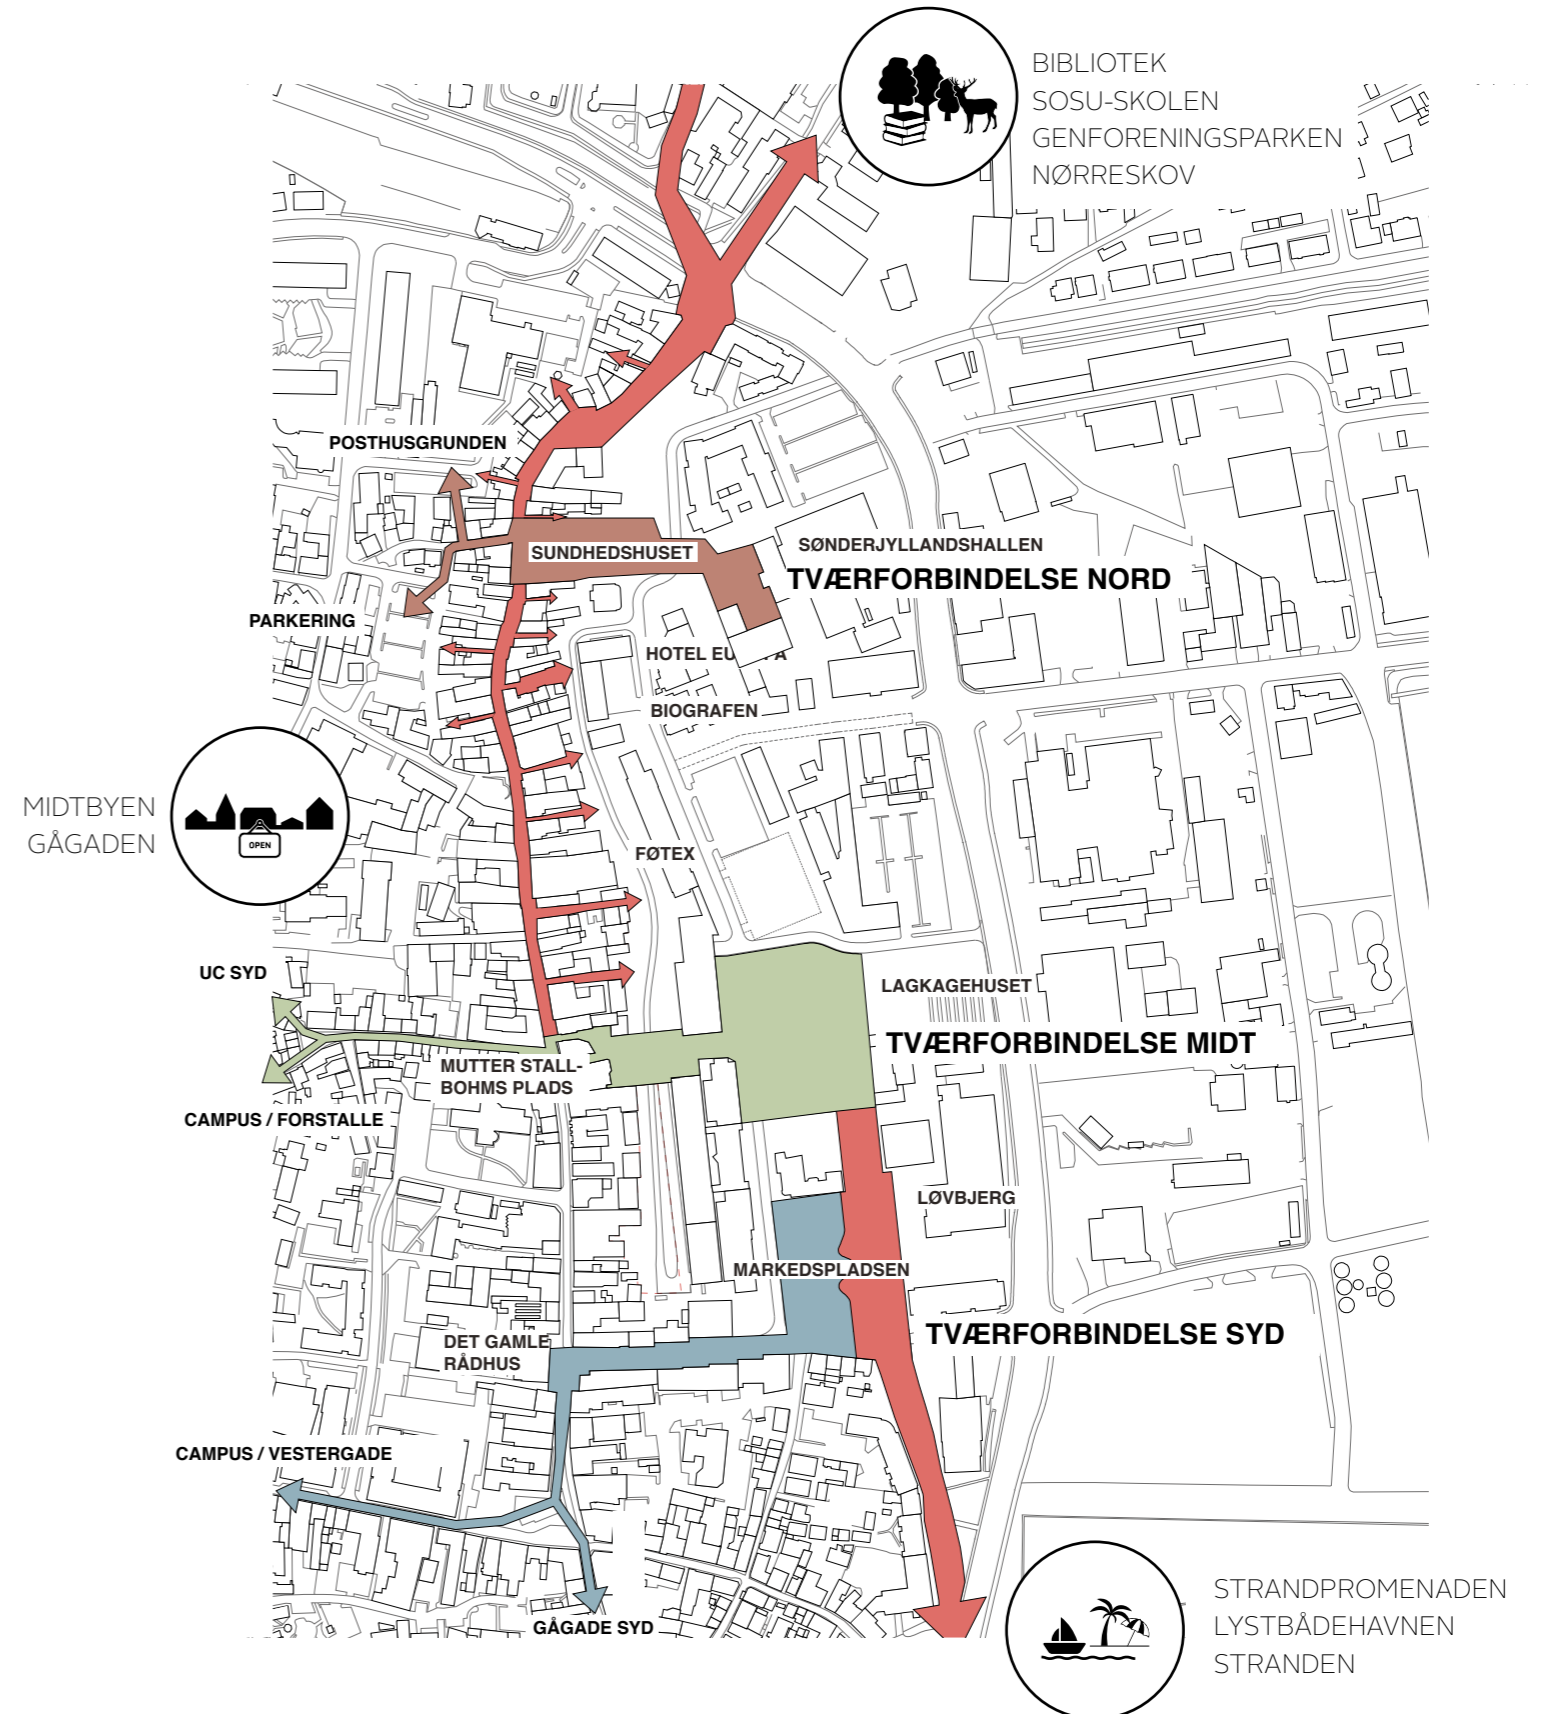 BIBLIOTEK
SOSU-SKOLEN
GENFORENINGSPARKEN
NØRRESKOV
POSTHUSGRUNDEN
SUNDHEDSHUSET
SØNDERJYLLANDSHALLEN
TVÆRFORBINDELSE NORD
PARKERING
HOTEL
BIOGRAFEN
MIDTBYEN
GÅGADEN
OPEN
FØTEX
UC SYD
LAGKAGEHUSET
TVÆRFORBINDELSE MIDT
MUTTER STALL-
BOHMS PLADS
CAMPUS / FORSTALLE
LØVBJERG
MARKEDSPLADSEN
TVÆRFORBINDELSE SYD
DET GAMLE
RÅDHUS
CAMPUS / VESTERGADE
GÅGADE SYD
STRANDPROMENADEN
LYSTBÅDEHAVNEN
STRANDEN